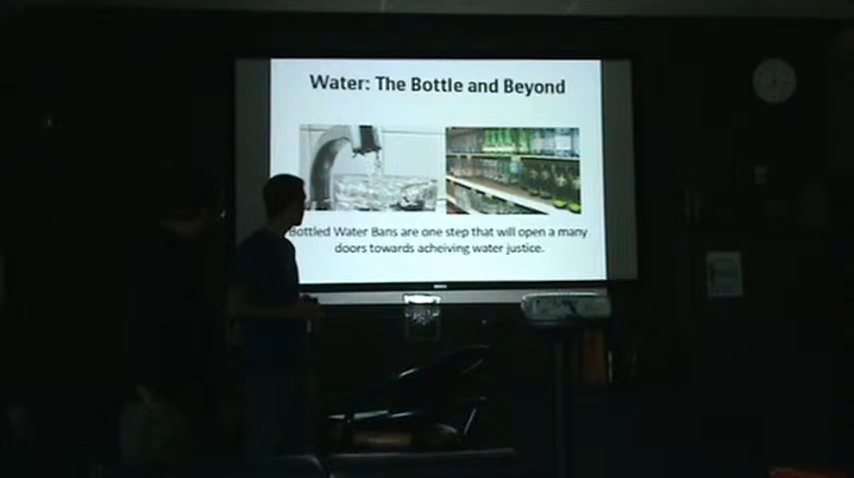 Water: The Bottle and Beyond
Bottled Water Bans are one step that will open a many
doors towards acheiving water justice.